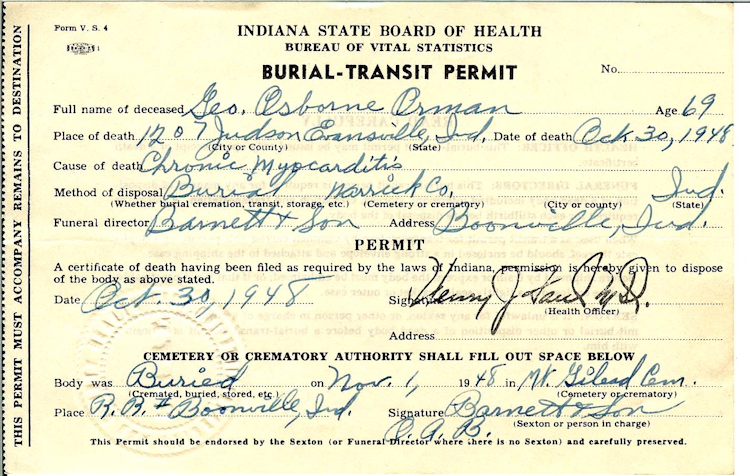 Form V. S. 4
INDIANA STATE BOARD OF HEALTH
1
BUREAU OF VITAL STATISTICS
BURIAL-TRANSIT PERMIT
No.
Full name of deceased Geo. Osborne Orman Age 69
Place of death 1207 Judson Evansville, Ind. Date of death Oct. 30, 1948
(City or County) (State)
Cause of death Chronic Myocarditis
Method of disposal Burial Warrick Co. Ind.
(Whether burial cremation, transit, storage, etc.) (Cemetery or crematory) (City or county) (State)
Funeral director Barnett & Son Address Boonville, Ind.
PERMIT
A certificate of death having been filed as required by the laws of Indiana, permission is hereby given to dispose
of the body as above stated.
Date Oct. 30, 1948 Signature Henry J M.D.
(Health Officer)
Address
CEMETERY OR CREMATORY AUTHORITY SHALL FILL OUT SPACE BELOW
Body was Buried on Nov. 1, 1948 in Mt. Gilead Cem.
(Cremated, buried, stored, etc.) (Cemetery or crematory)
Place R.R. # Boonville, Ind. Signature Barnett & Son
(Sexton or person in charge)
C. A. B.
This Permit should be endorsed by the Sexton (or Funeral Director where there is no Sexton) and carefully preserved.
THIS PERMIT MUST ACCOMPANY REMAINS TO DESTINATION